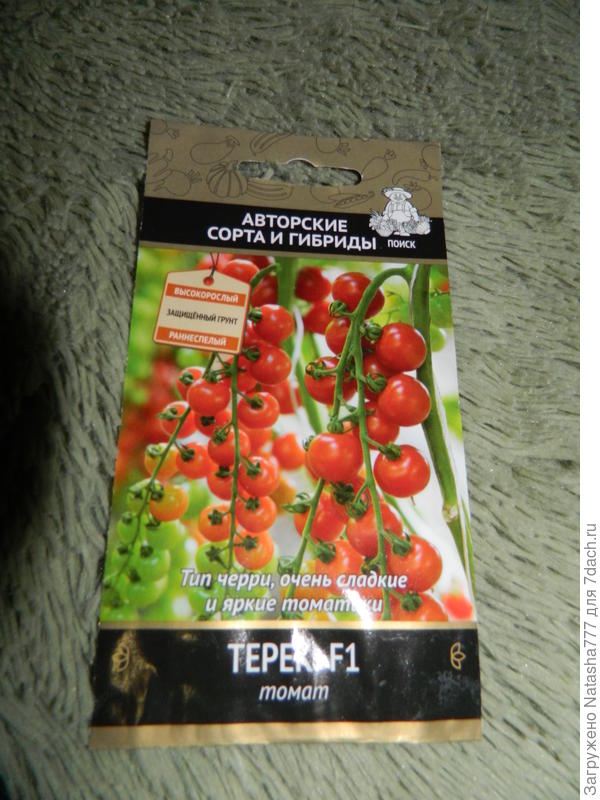 АВТОРСКИЕ
СОРТА И ГИБРИДЫ
ПОИСК
ВЫСОКОРОСЛЫЙ
ЗАЩИЩЁННЫЙ ГРУНТ
РАННЕСПЕЛЫЙ
Тип черри, очень сладкие
и яркие томатики
ТЕРЕК F1
томат
Загружено Natasha777 для 7dach.ru